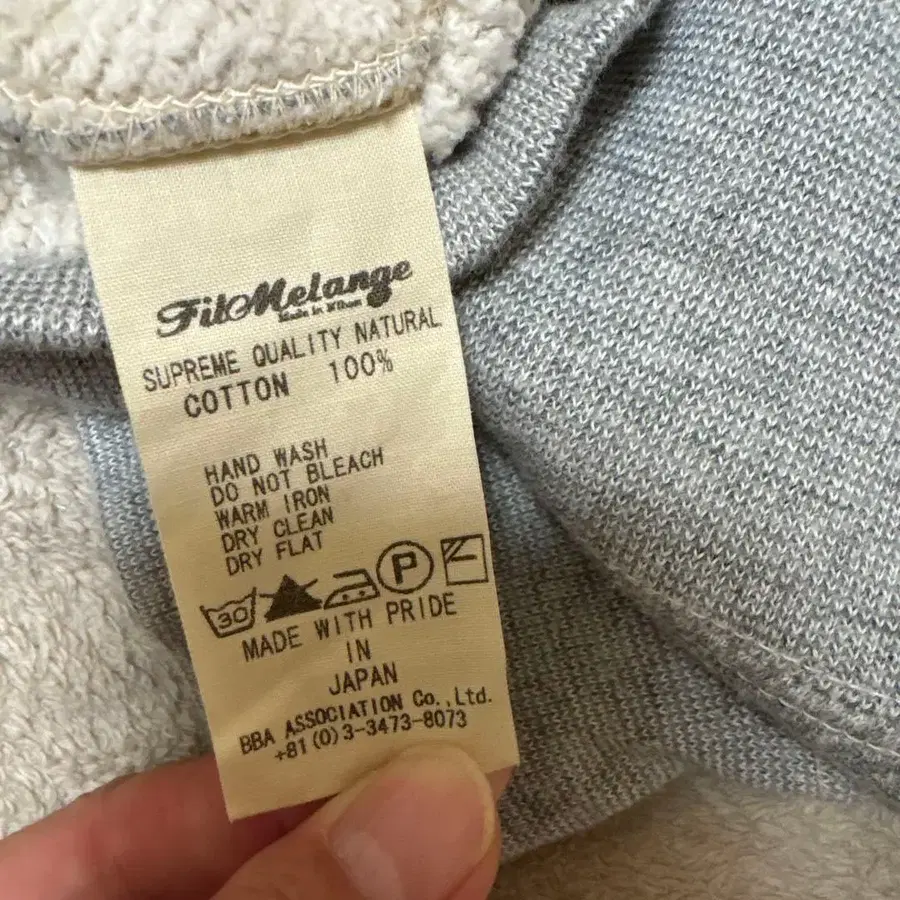 FilMelange
Made in Nihon
SUPREME QUALITY NATURAL
COTTON 100%
HAND WASH
DO NOT BLEACH
WARM IRON
DRY CLEAN
DRY FLAT
30 P
MADE WITH PRIDE
IN
JAPAN
BBA ASSOCIATION Co.,Ltd.
+81(0)3-3473-8073